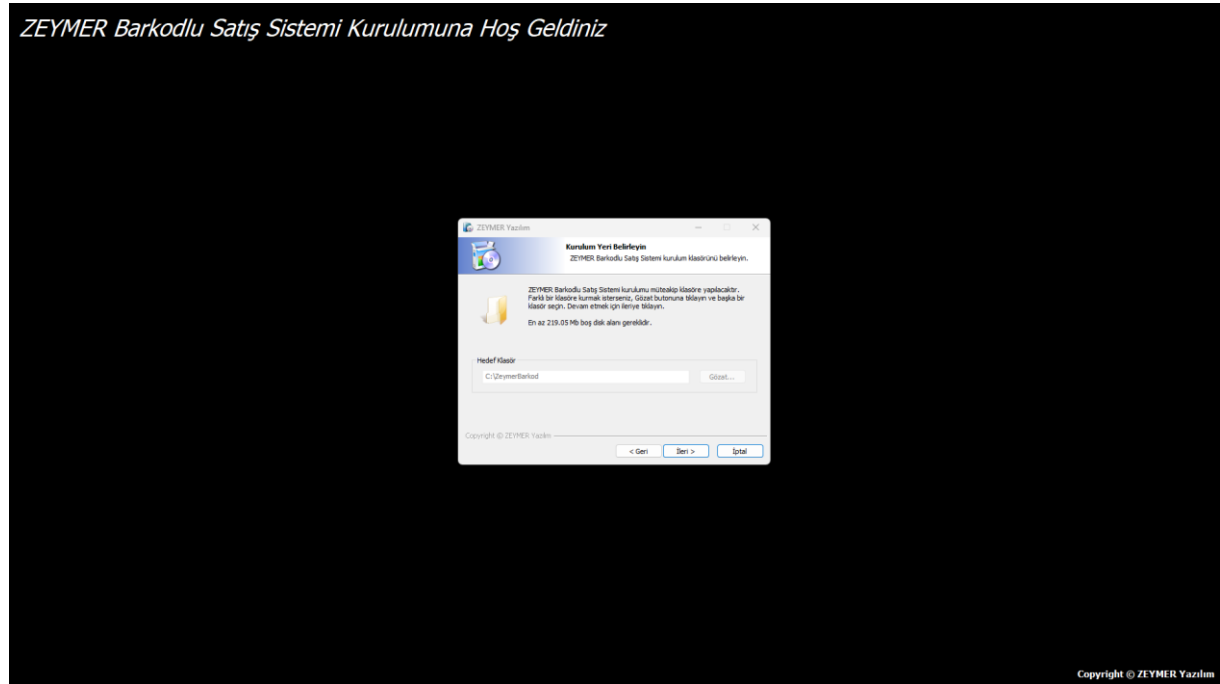 ZEYMER Barkodlu Satış Sistemi Kurulumuna Hoş Geldiniz
ZEYMER Yazılım
Kurulum Yeri Belirleyin
ZEYMER Barkodlu Satış Sistemi kurulum klasörünü belirleyin.
ZEYMER Barkodlu Satış Sistemi kurulumu müteakip klasöre yapılacaktır.
Farklı bir klasöre kurmak isterseniz, Gözat butonuna tıklayın ve başka bir
klasör seçin. Devam etmek için ileriye tıklayın.
En az 219.05 Mb boş disk alanı gereklidir.
Hedef Klasör
C:\ZeymerBarkod
Gözat...
Copyright © ZEYMER Yazılım
< Geri
İleri >
İptal
Copyright © ZEYMER Yazılım